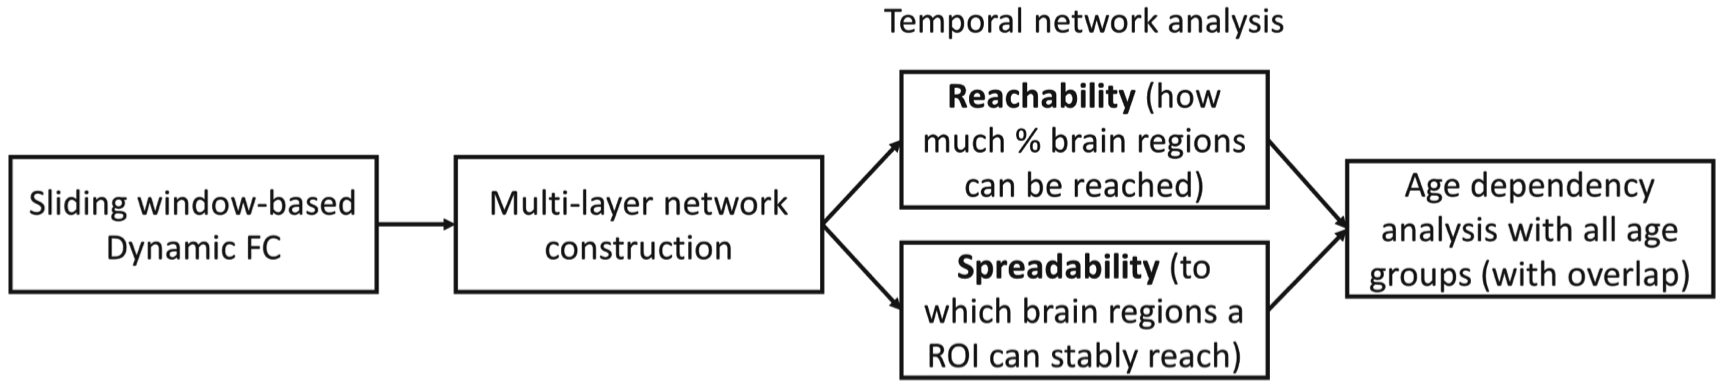 Temporal network analysis
Sliding window-based
Dynamic FC
Multi-layer network
construction
Reachability (how
much % brain regions
can be reached)
Spreadability (to
which brain regions a
ROI can stably reach)
Age dependency
analysis with all age
groups (with overlap)